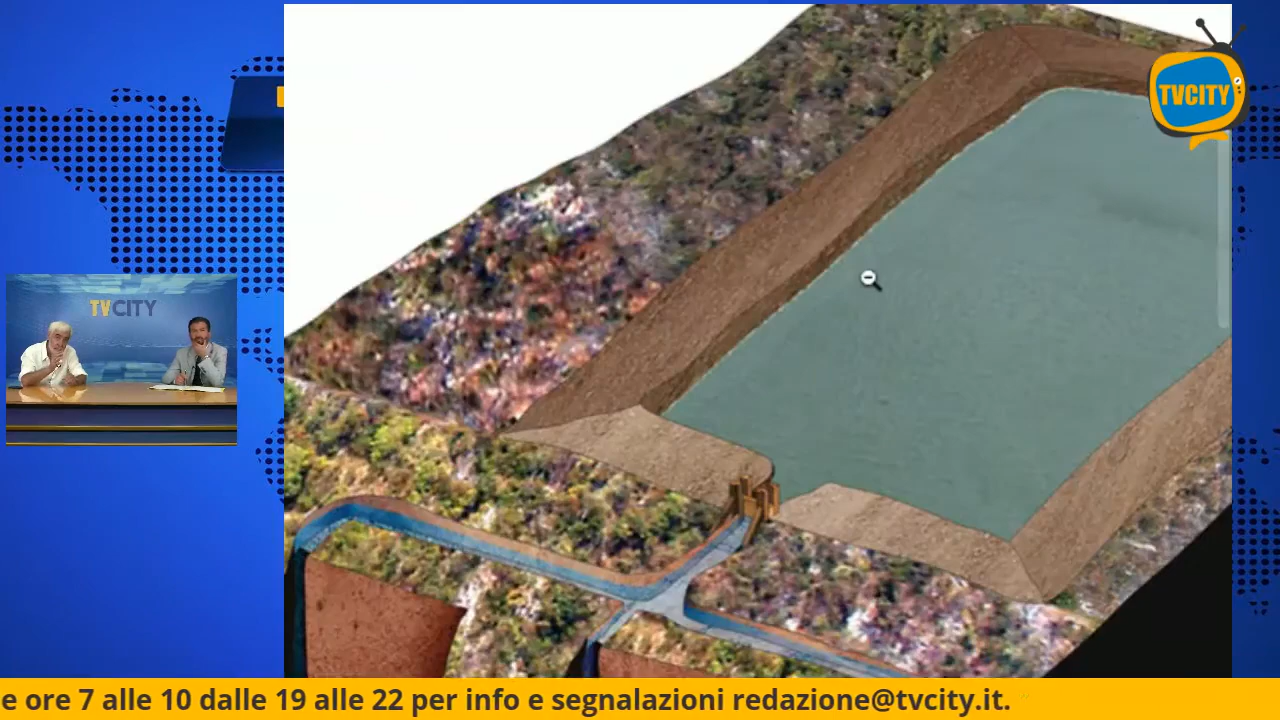 TVCITY
TVCITY
e ore 7 alle 10 dalle 19 alle 22 per info e segnalazioni redazione@tvcity.it.